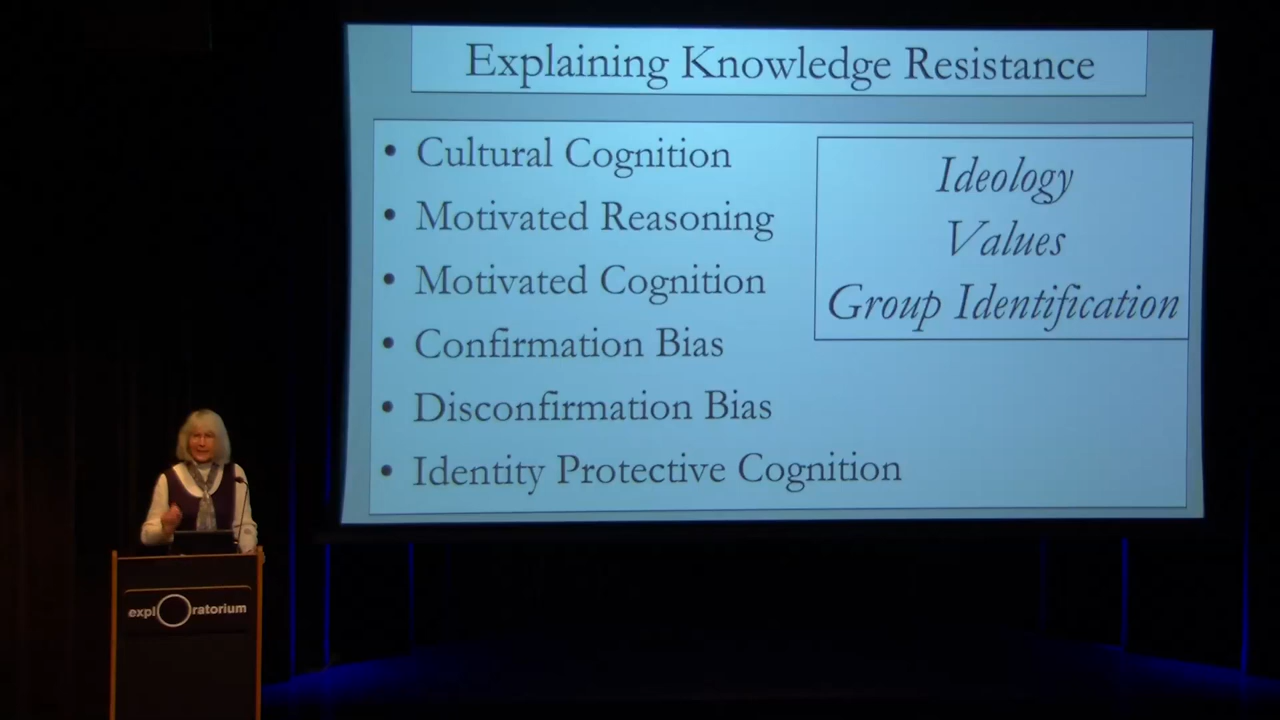 Explaining Knowledge Resistance
• Cultural Cognition
• Motivated Reasoning
• Motivated Cognition
• Confirmation Bias
• Disconfirmation Bias
• Identity Protective Cognition
Ideology
Values
Group Identification
exploratorium